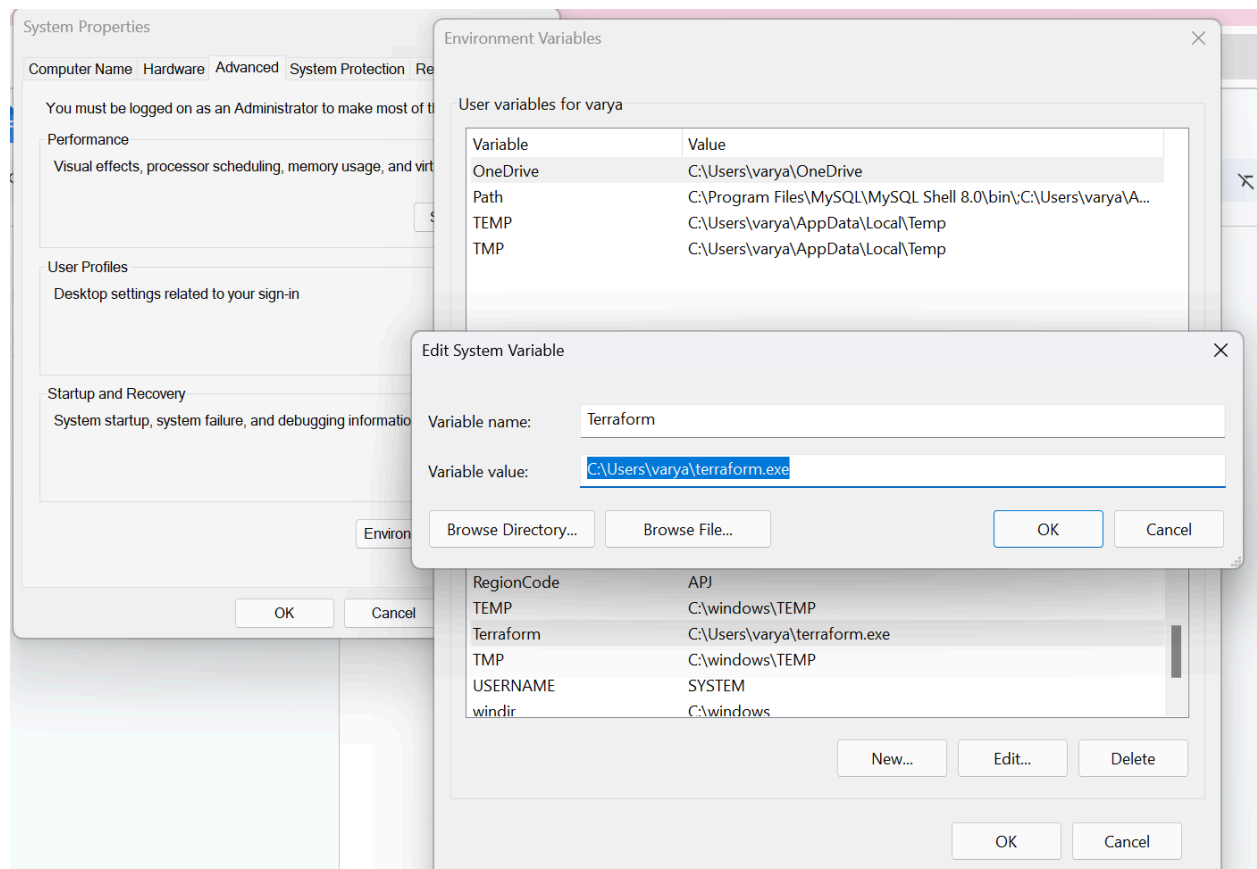 System Properties
Computer Name Hardware Advanced System Protection Re
You must be logged on as an Administrator to make most of t
Performance
Visual effects, processor scheduling, memory usage, and virt
S
User Profiles
Desktop settings related to your sign-in
Startup and Recovery
System startup, system failure, and debugging informatio
Environ
OK Cancel
Environment Variables
User variables for varya
Variable Value
OneDrive C:\Users\varya\OneDrive
Path C:\Program Files\MySQL\MySQL Shell 8.0\bin\;C:\Users\varya\A...
TEMP C:\Users\varya\AppData\Local\Temp
TMP C:\Users\varya\AppData\Local\Temp
Edit System Variable
Variable name: Terraform
Variable value: C:\Users\varya\terraform.exe
Browse Directory... Browse File... OK Cancel
RegionCode APJ
TEMP C:\windows\TEMP
Terraform C:\Users\varya\terraform.exe
TMP C:\windows\TEMP
USERNAME SYSTEM
windir C:\windows
New... Edit... Delete
OK Cancel